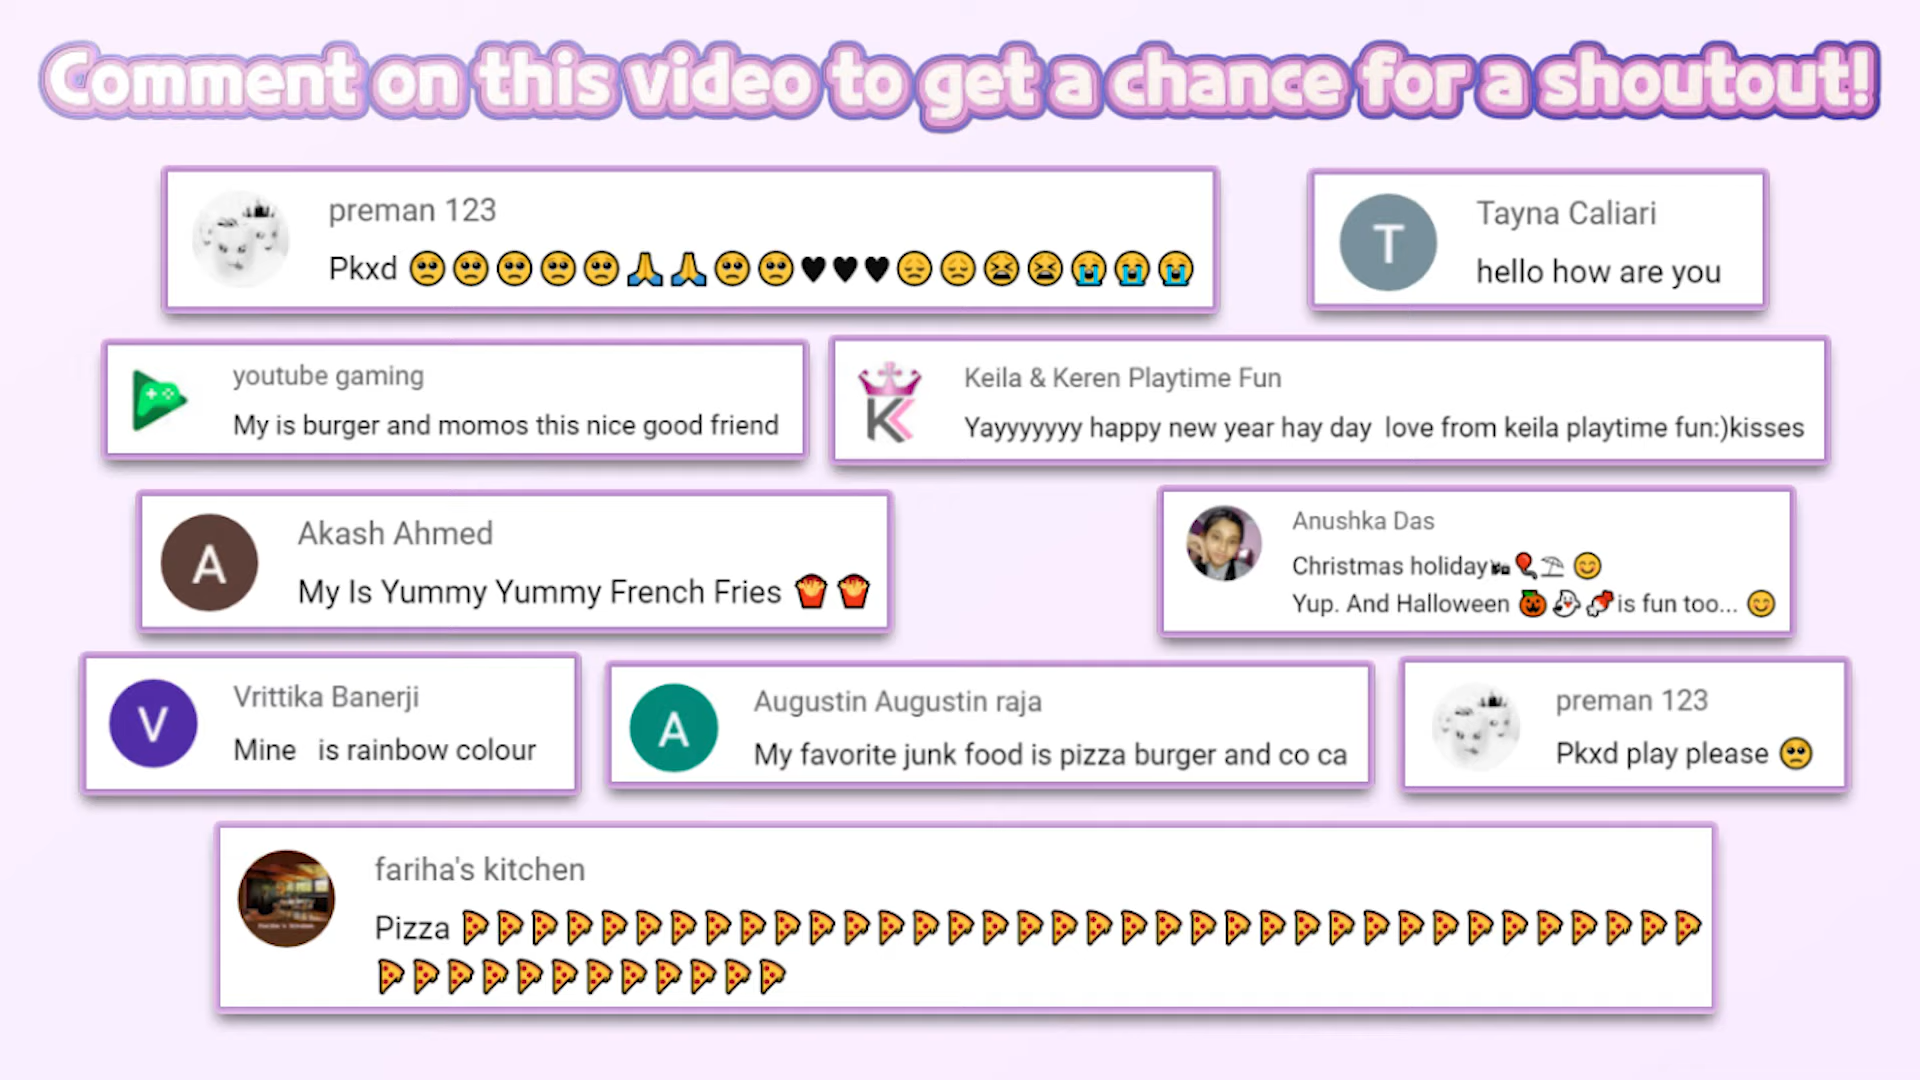 Comment on this video to get a chance for a shoutout!
preman 123
Pkxd 🥺🥺🥺🥺🥺🙏🙏🥺🥺♥♥♥😔😔😫😫😭😭😭
T
Tayna Caliari
hello how are you
youtube gaming
My is burger and momos this nice good friend
K
Keila & Keren Playtime Fun
Yayyyyyyy happy new year hay day  love from keila playtime fun:)kisses
A
Akash Ahmed
My Is Yummy Yummy French Fries 🍟🍟
Anushka Das
Christmas holiday🎈⛱😊
Yup. And Halloween 🎃👻🍖is fun too... 😊
V
Vrittika Banerji
Mine   is rainbow colour
A
Augustin Augustin raja
My favorite junk food is pizza burger and co ca
preman 123
Pkxd play please 🥺
fariha's kitchen
Pizza 🍕🍕🍕🍕🍕🍕🍕🍕🍕🍕🍕🍕🍕🍕🍕🍕🍕🍕🍕🍕🍕🍕🍕🍕🍕🍕🍕🍕🍕🍕🍕🍕🍕🍕🍕🍕
🍕🍕🍕🍕🍕🍕🍕🍕🍕🍕🍕🍕